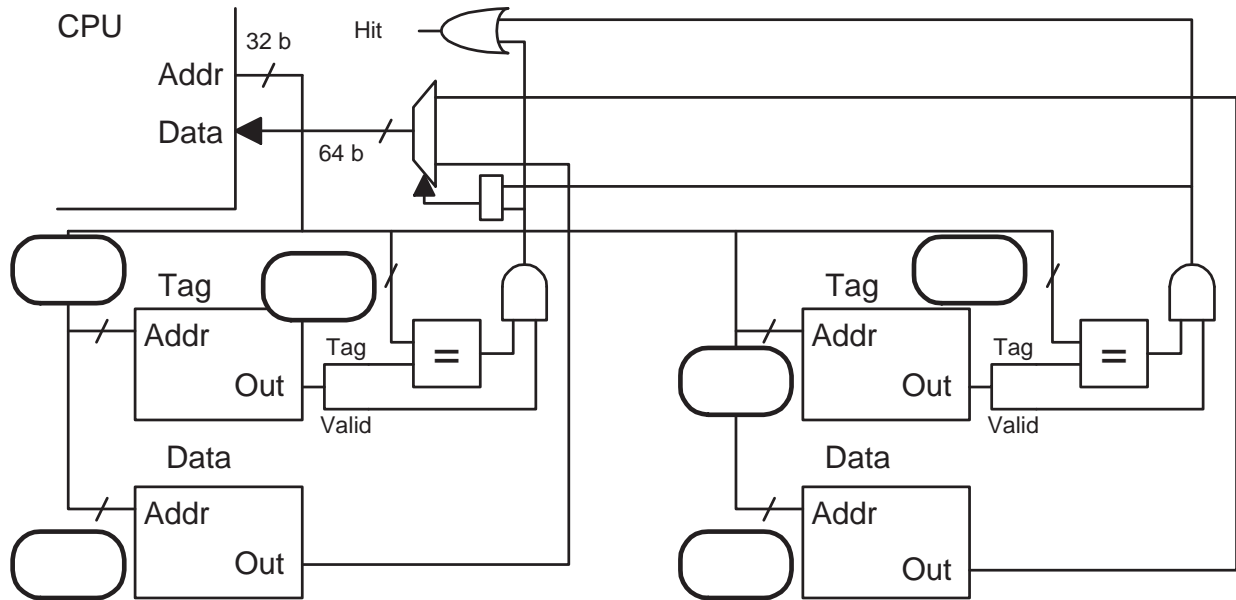 CPU
Hit
32 b
Addr
Data
64 b
Tag
Addr
=
Tag
Out
Valid
Data
Addr
Out
Tag
Addr
=
Tag
Out
Valid
Data
Addr
Out